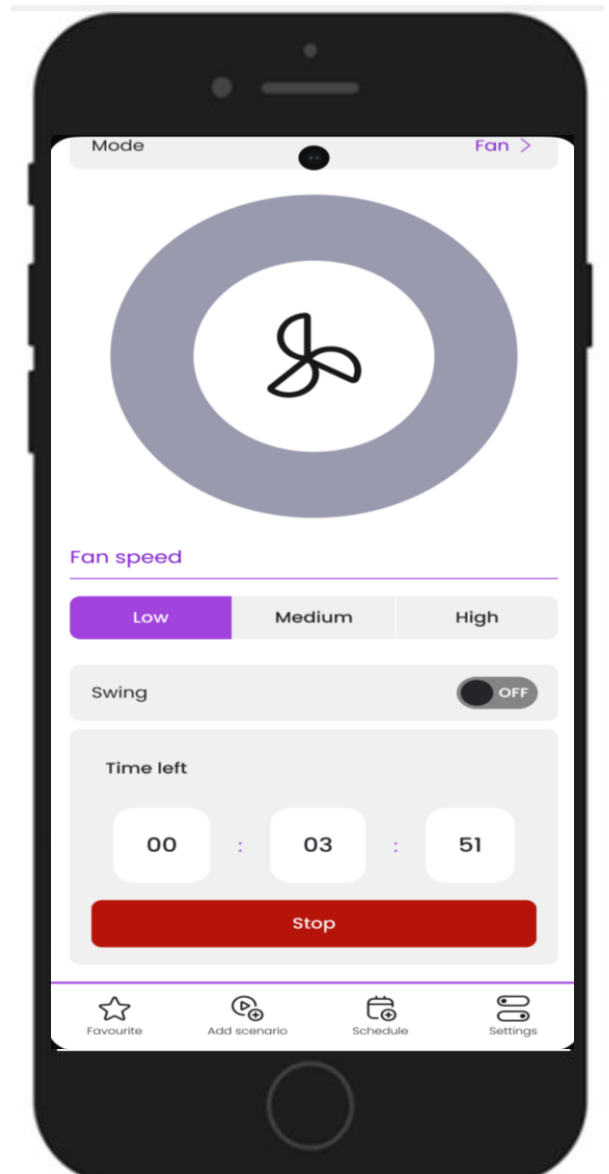 Mode Fan >
Fan speed
Low Medium High
Swing OFF
Time left
00 : 03 : 51
Stop
Favourite Add scenario Schedule Settings